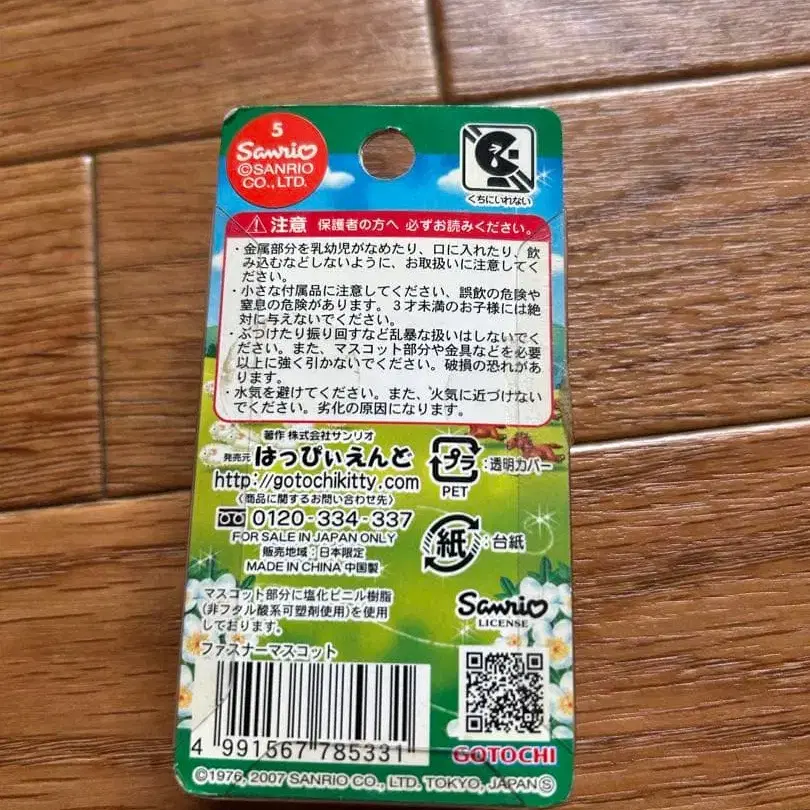 5
Sanrio
©SANRIO
CO., LTD.
くちにいれない
注意 保護者の方へ 必ずお読みください。
・金属部分を乳幼児がなめたり、口に入れたり、飲
み込むなどしないように、お取扱いに注意してく
ださい。
・小さな付属品に注意してください、誤飲の危険や
窒息の危険があります。3才未満のお子様には絶
対に与えないでください。
・ぶつけたり振り回すなど乱暴な扱いはしないでく
ださい。また、マスコット部分や金具などを必要
以上に強く引かないでください。破損の恐れがあ
ります。
・水気を避けてください。また、火気に近づけない
でください。劣化の原因になります。
著作 株式会社サンリオ
発売元 はっぴぃえんど
http://gotochikitty.com
〈商品に関するお問い合わせ先〉
0120-334-337
FOR SALE IN JAPAN ONLY
販売地域：日本限定
MADE IN CHINA 中国製
プラ
：透明カバー
PET
紙
：台紙
マスコット部分に塩化ビニル樹脂
(非フタル酸系可塑剤使用)を使用
しております。
ファスナーマスコット
Sanrio
LICENSE
4 991567 785331
GOTOCHI
©1976, 2007 SANRIO CO., LTD. TOKYO, JAPAN Ⓢ